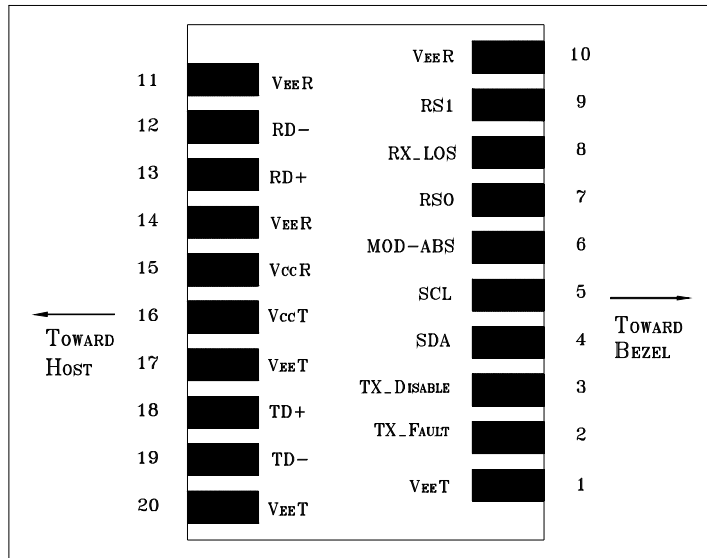 11 VeeR
12 RD-
13 RD+
14 VeeR
15 VccR
16 VccT
17 VeeT
18 TD+
19 TD-
20 VeeT
Toward
Host
VeeR 10
RS1 9
RX_LOS 8
RS0 7
MOD-ABS 6
SCL 5
SDA 4
TX_Disable 3
TX_Fault 2
VeeT 1
Toward
Bezel